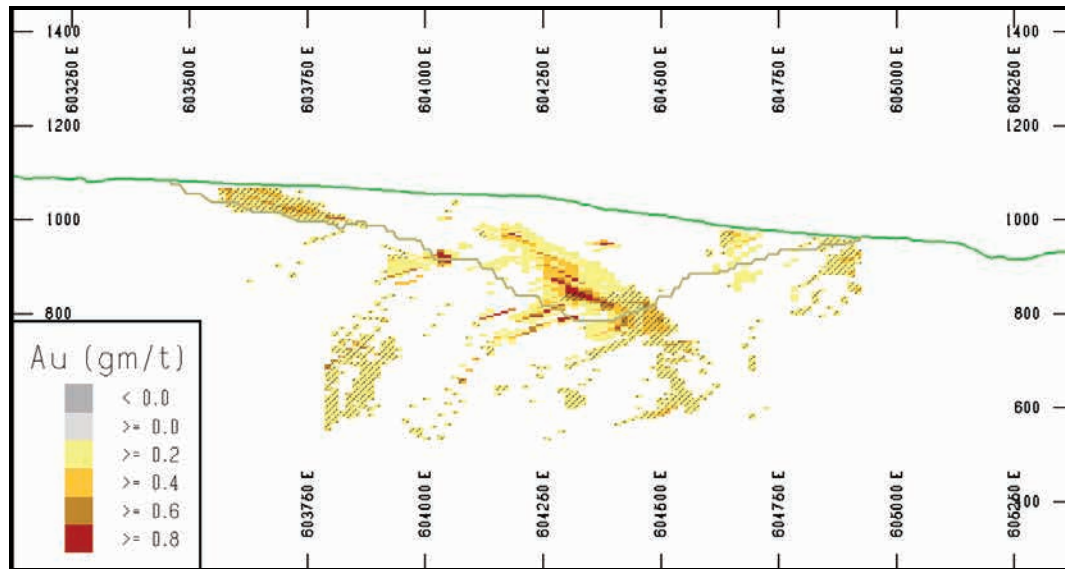 1400
603250 E
603500 E
603750 E
604000 E
604250 E
604500 E
604750 E
605000 E
605250 E
1400
1200
1200
1000
1000
800
800
Au (gm/t)
< 0.0
>= 0.0
>= 0.2
>= 0.4
>= 0.6
>= 0.8
600
603750 E
604000 E
604250 E
604500 E
604750 E
605000 E
605250 E
400